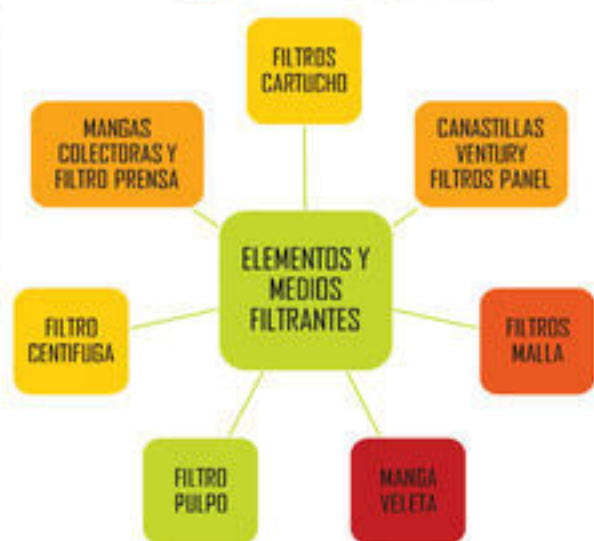 FILTROS
CARTUCHO
MANGAS
COLECTORAS Y
FILTRO PRENSA
CANASTILLAS
VENTURY
FILTROS PANEL
ELEMENTOS Y
MEDIOS
FILTRANTES
FILTRO
CENTIFUGA
FILTROS
MALLA
FILTRO
PULPO
MANGA
VELETA